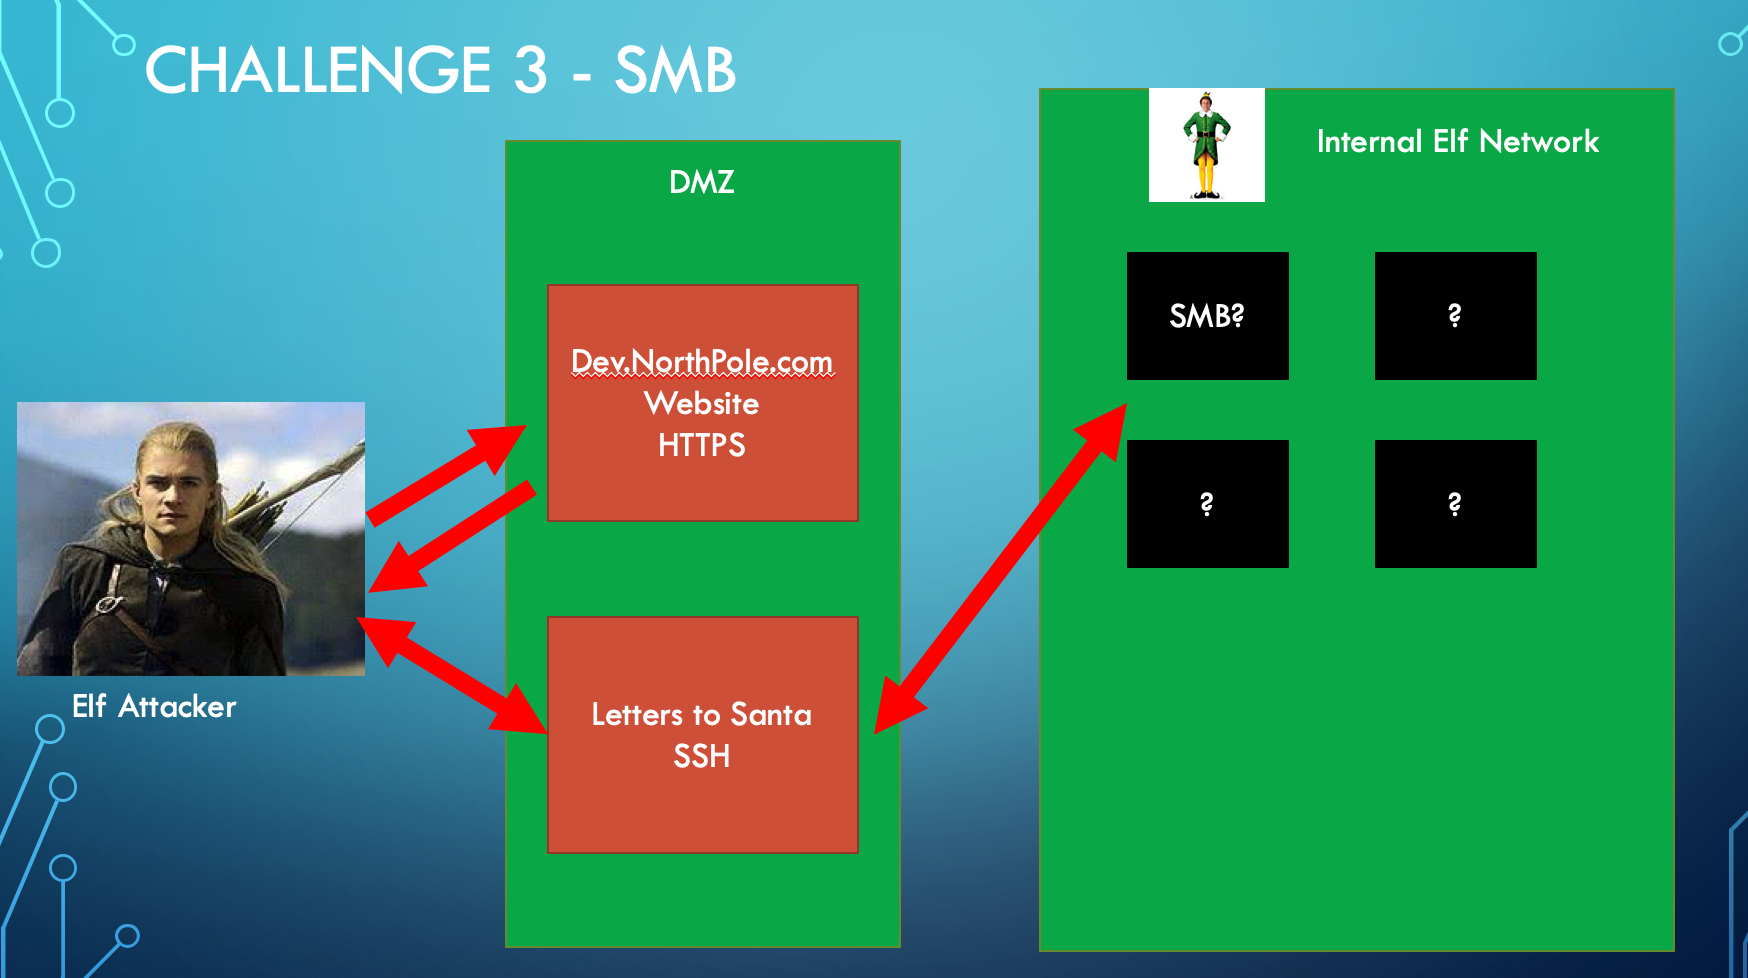 CHALLENGE 3 - SMB
DMZ
Dev.NorthPole.com
Website
HTTPS
Letters to Santa
SSH
Elf Attacker
Internal Elf Network
SMB?
?
?
?